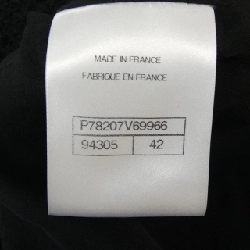 MADE IN FRANCE
FABRIQUE EN FRANCE
P78207V69966
94305 42